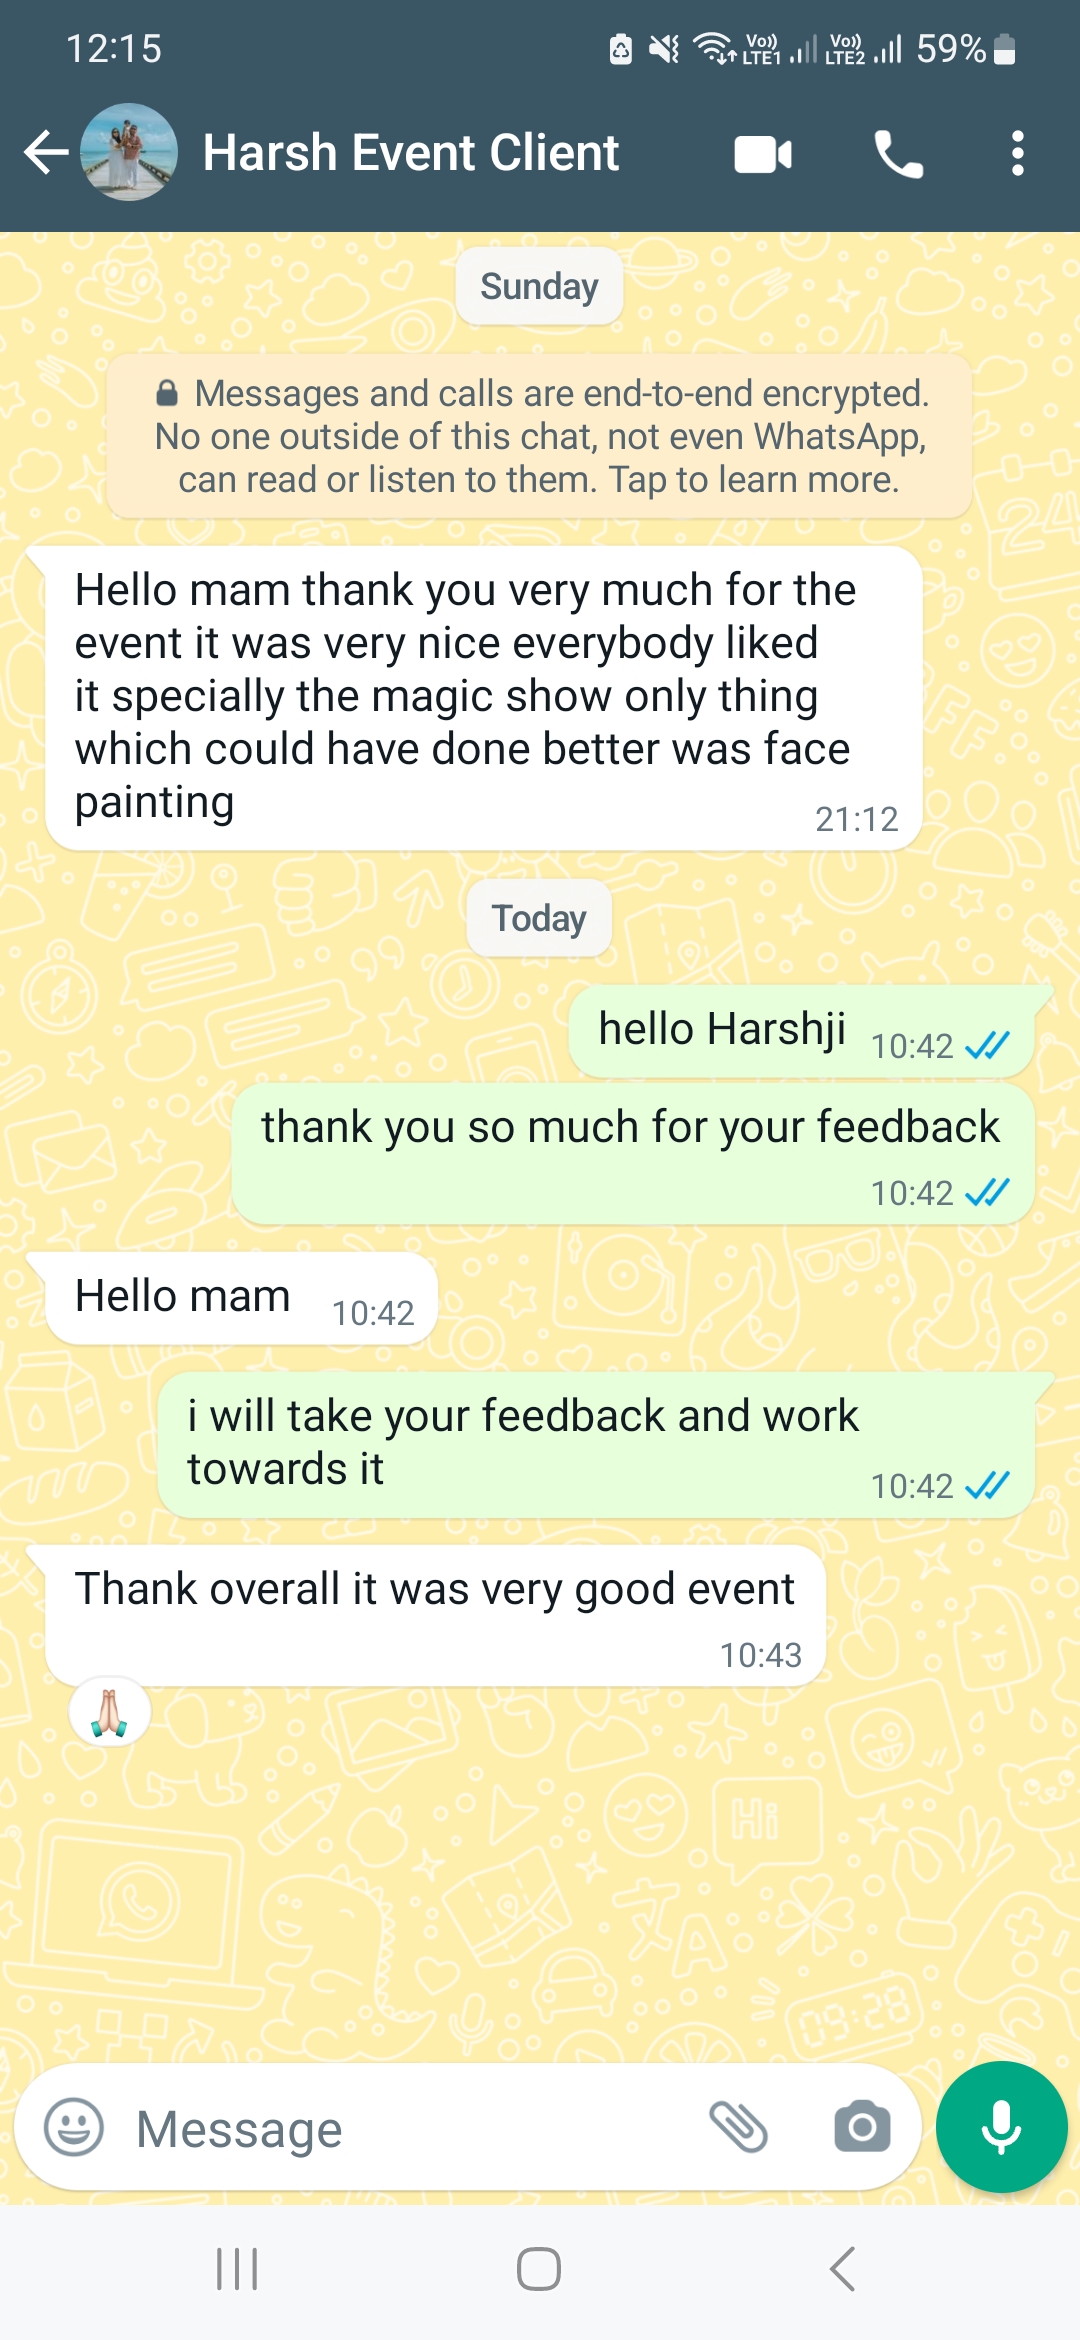 12:15
Vo)) LTE1 Vo)) LTE2 59%
Harsh Event Client
Sunday
Messages and calls are end-to-end encrypted.
No one outside of this chat, not even WhatsApp,
can read or listen to them. Tap to learn more.
Hello mam thank you very much for the
event it was very nice everybody liked
it specially the magic show only thing
which could have done better was face
painting
21:12
Today
hello Harshji 10:42
thank you so much for your feedback
10:42
Hello mam 10:42
i will take your feedback and work
towards it
10:42
Thank overall it was very good event
10:43
Message